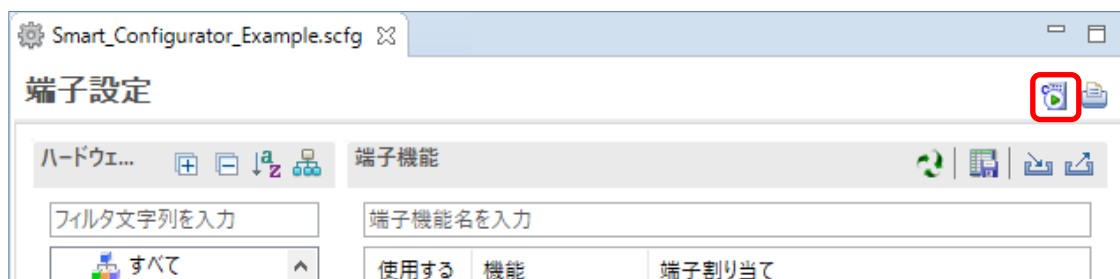 Smart_Configurator_Example.scfg
端子設定
ハードウェ... 端子機能
フィルタ文字列を入力 端子機能名を入力
すべて 使用する 機能 端子割り当て